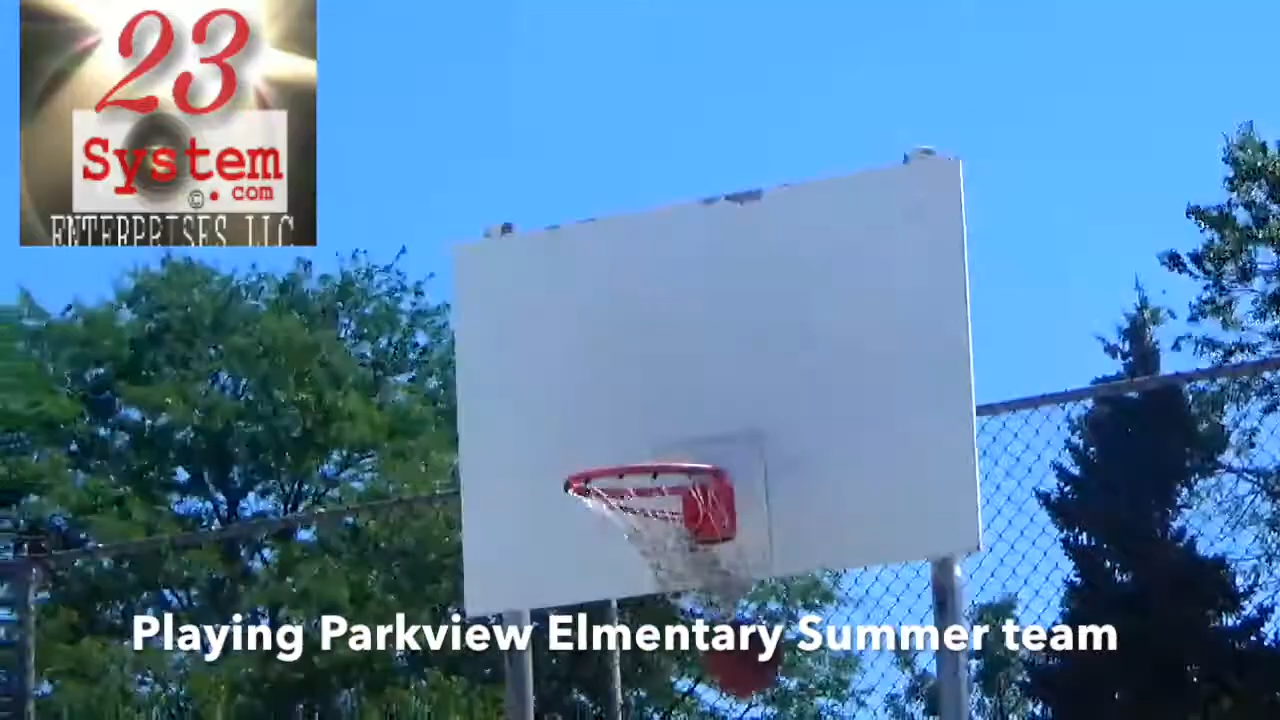 23
System
©.com
ENTERPRISES LLC
Playing Parkview Elmentary Summer team